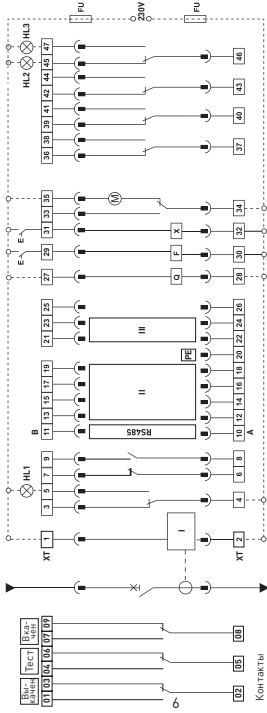 FU
230V
FU
HL3
HL2
47
45
44
42
41
39
38
36
46
43
40
37
35
33
31
29
27
E
E
M
X
F
Q
34
32
30
28
25
23
21
III
26
24
22
PE
20
19
17
15
13
11
B
II
RS485
18
16
14
12
10
A
HL1
9
7
5
3
8
6
4
1
XT
I
2
XT
Вы-
качен
Тест
Вка-
чен
01
03
04
06
07
09
6
02
05
08
Контакты